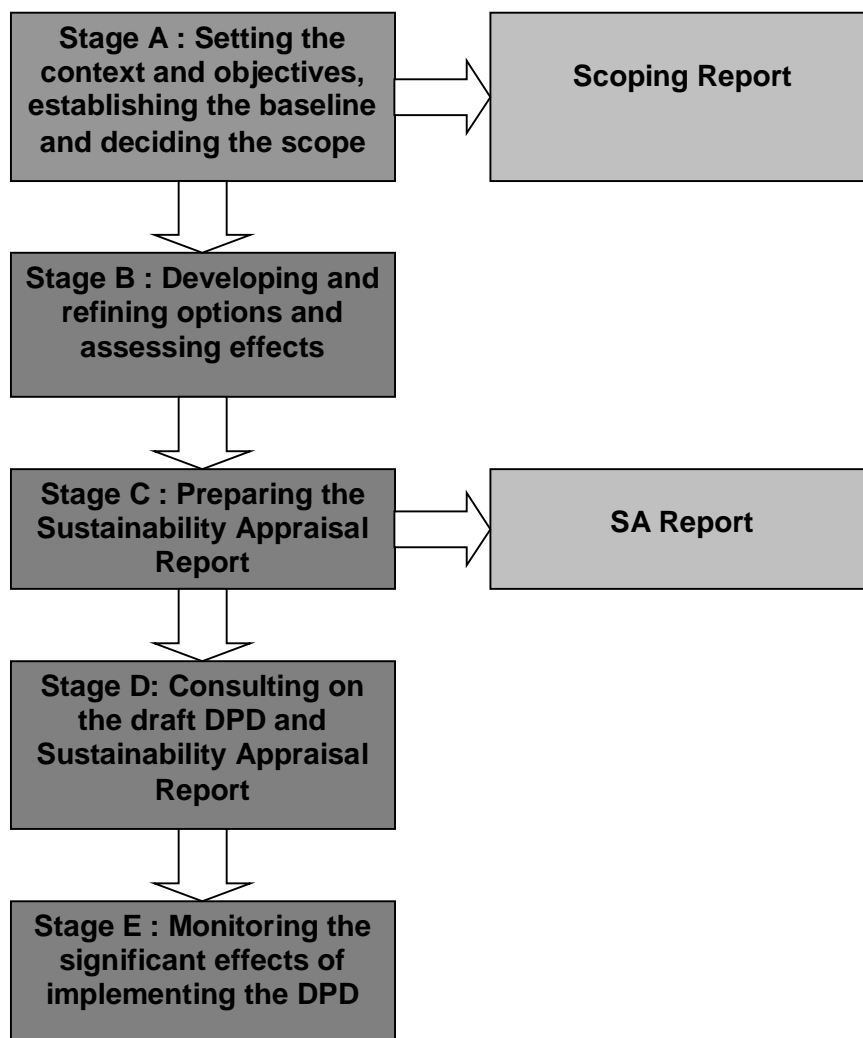 Stage A : Setting the
context and objectives,
establishing the baseline
and deciding the scope
Scoping Report
Stage B : Developing and
refining options and
assessing effects
Stage C : Preparing the
Sustainability Appraisal
Report
SA Report
Stage D: Consulting on
the draft DPD and
Sustainability Appraisal
Report
Stage E : Monitoring the
significant effects of
implementing the DPD